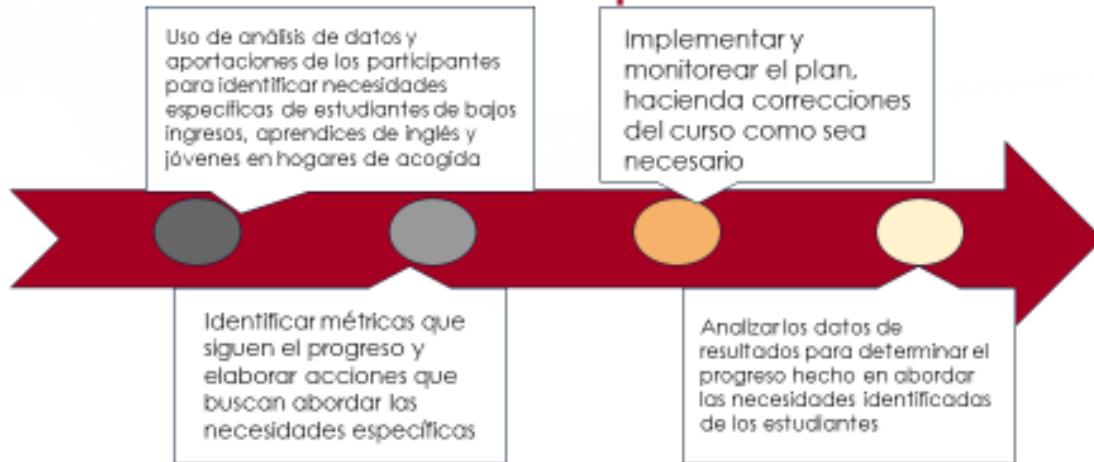 Uso de análisis de datos y
aportaciones de los participantes
para identificar necesidades
específicas de estudiantes de bajos
ingresos, aprendices de inglés y
jóvenes en hogares de acogida
Identificar métricas que
siguen el progreso y
elaborar acciones que
buscan abordar las
necesidades específicas
Implementar y
monitorear el plan,
hacienda correcciones
del curso como sea
necesario
Analizar los datos de
resultados para determinar el
progreso hecho en abordar
las necesidades identificadas
de los estudiantes